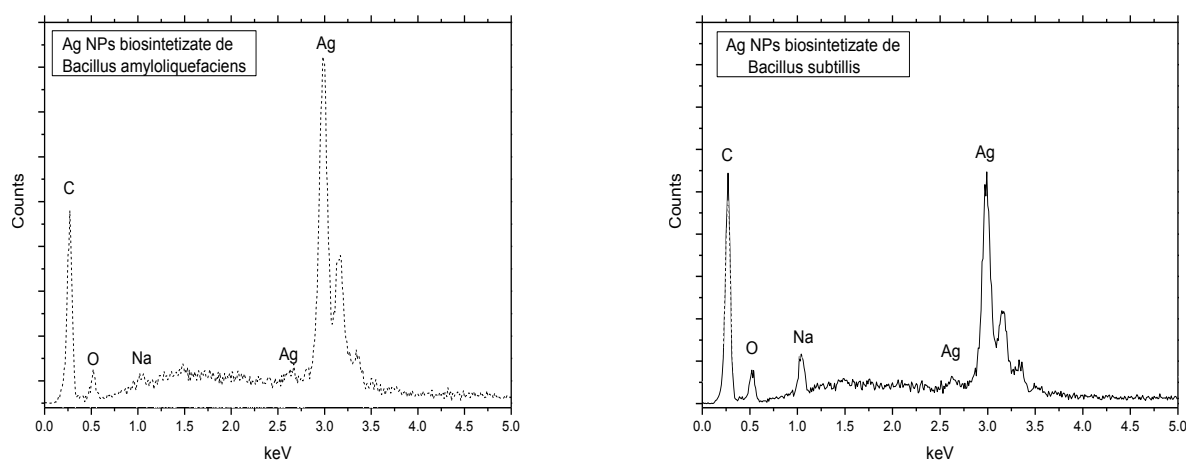 Ag NPs biosintetizate de
Bacillus amyloliquefaciens
Ag
C
O
Na
Ag
Counts
0.0 0.5 1.0 1.5 2.0 2.5 3.0 3.5 4.0 4.5 5.0
keV
Ag NPs biosintetizate de
Bacillus subtillis
Ag
C
O
Na
Ag
Counts
0.0 0.5 1.0 1.5 2.0 2.5 3.0 3.5 4.0 4.5 5.0
keV